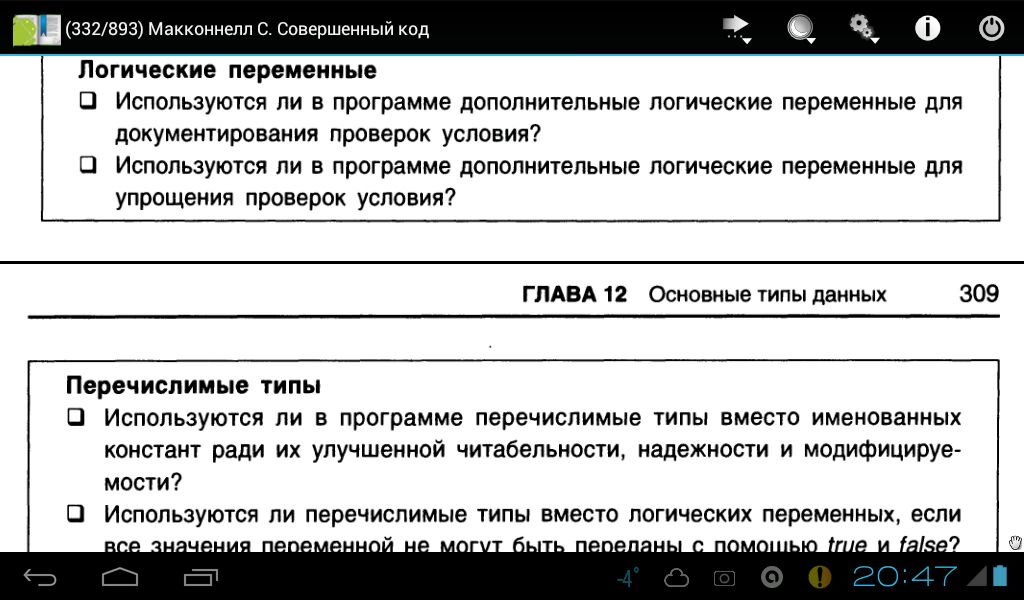 (332/893) Макконнелл С. Совершенный код
Логические переменные
Используются ли в программе дополнительные логические переменные для
документирования проверок условия?
Используются ли в программе дополнительные логические переменные для
упрощения проверок условия?
ГЛАВА 12 Основные типы данных 309
Перечислимые типы
Используются ли в программе перечислимые типы вместо именованных
констант ради их улучшенной читабельности, надежности и модифицируе-
мости?
Используются ли перечислимые типы вместо логических переменных, если
все значения переменной не могут быть переданы с помощью true и false?
-4° 20:47